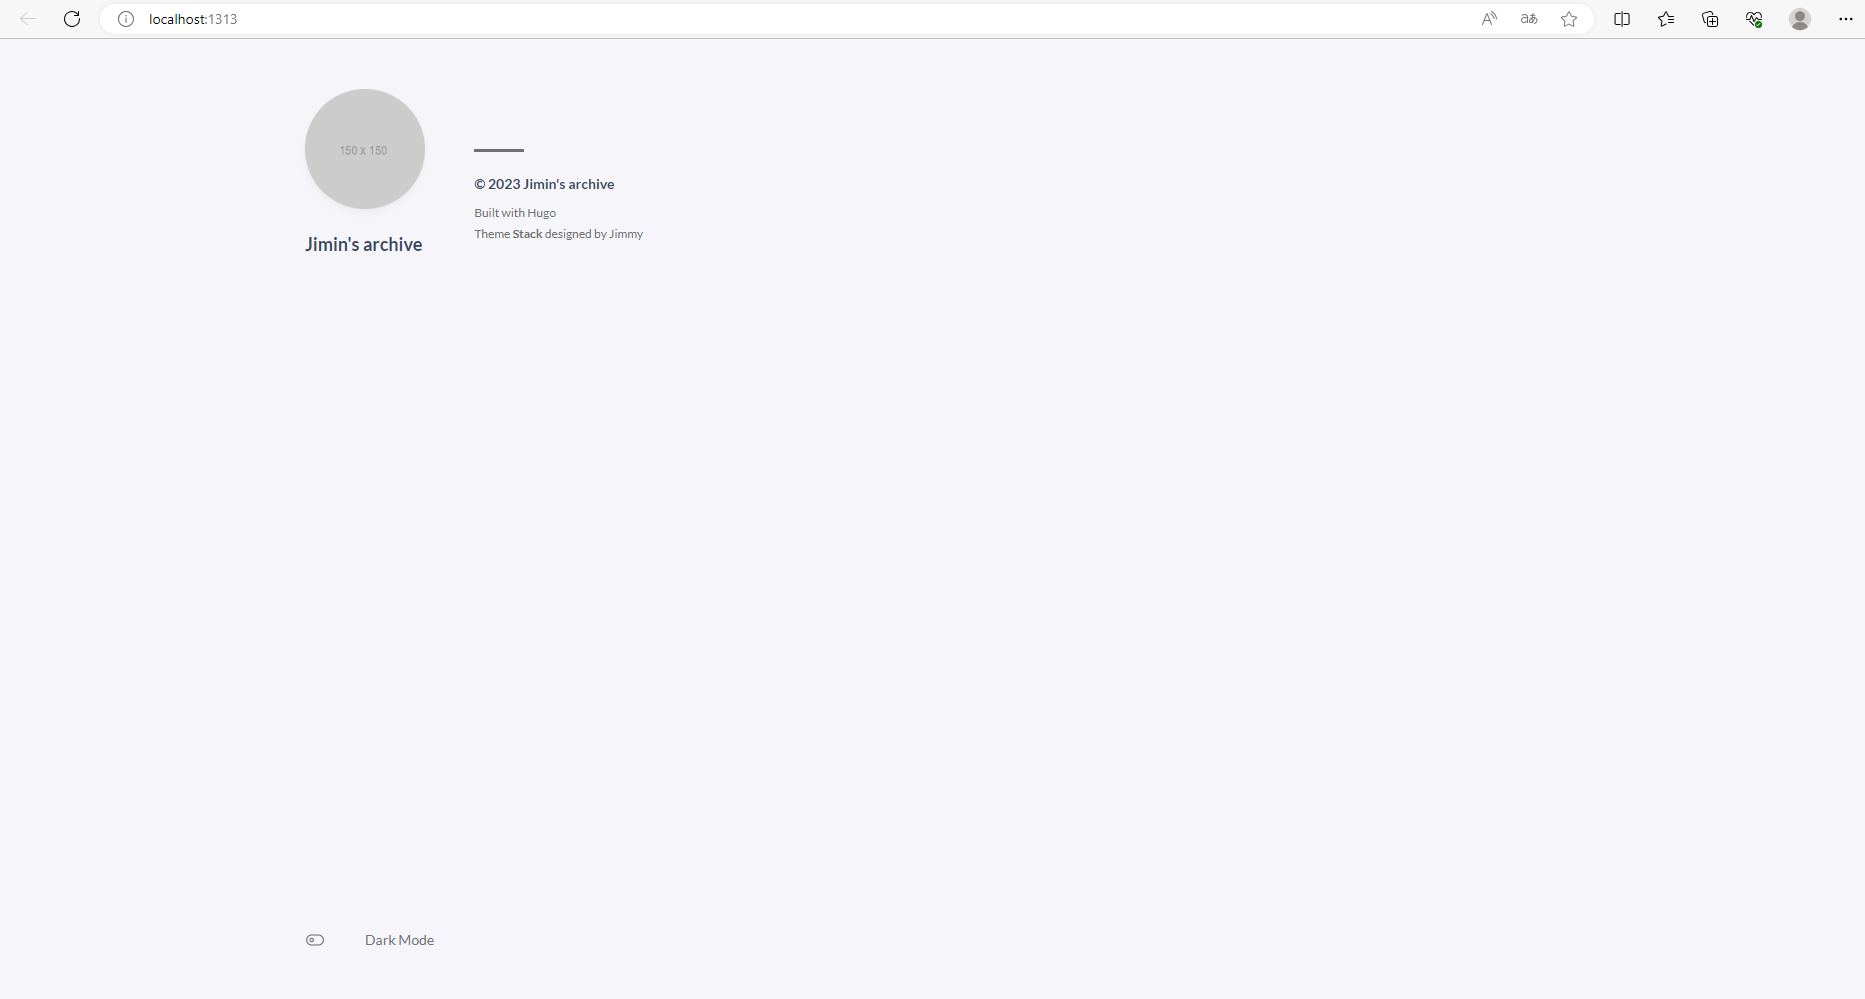 localhost:1313
150 x 150
Jimin's archive
© 2023 Jimin's archive
Built with Hugo
Theme Stack designed by Jimmy
Dark Mode